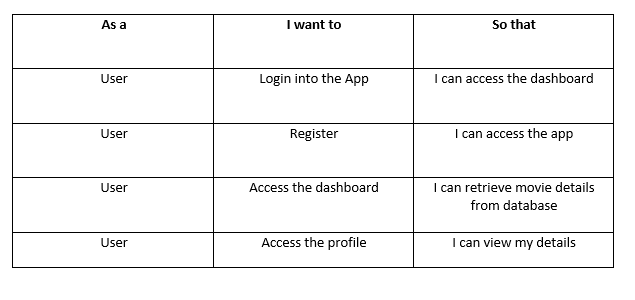 As a I want to So that
User Login into the App I can access the dashboard
User Register I can access the app
User Access the dashboard I can retrieve movie details
from database
User Access the profile I can view my details